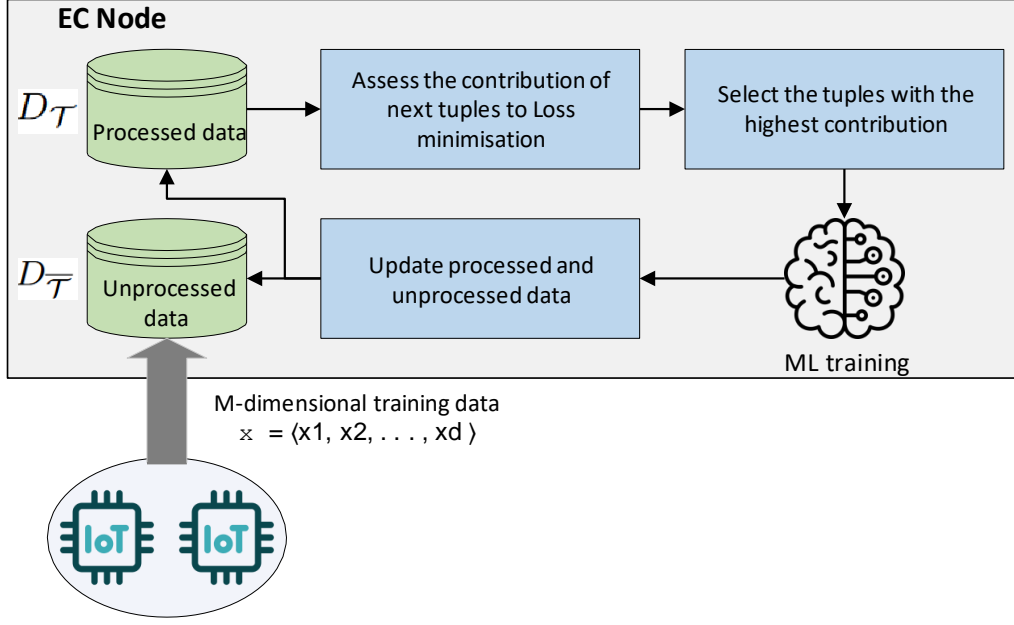 EC Node
D𝒯
Processed data
Assess the contribution of
next tuples to Loss
minimisation
Select the tuples with the
highest contribution
D𝒯̅
Unprocessed
data
Update processed and
unprocessed data
ML training
M-dimensional training data
x = ⟨x1, x2, . . . , xd ⟩
IoT
IoT